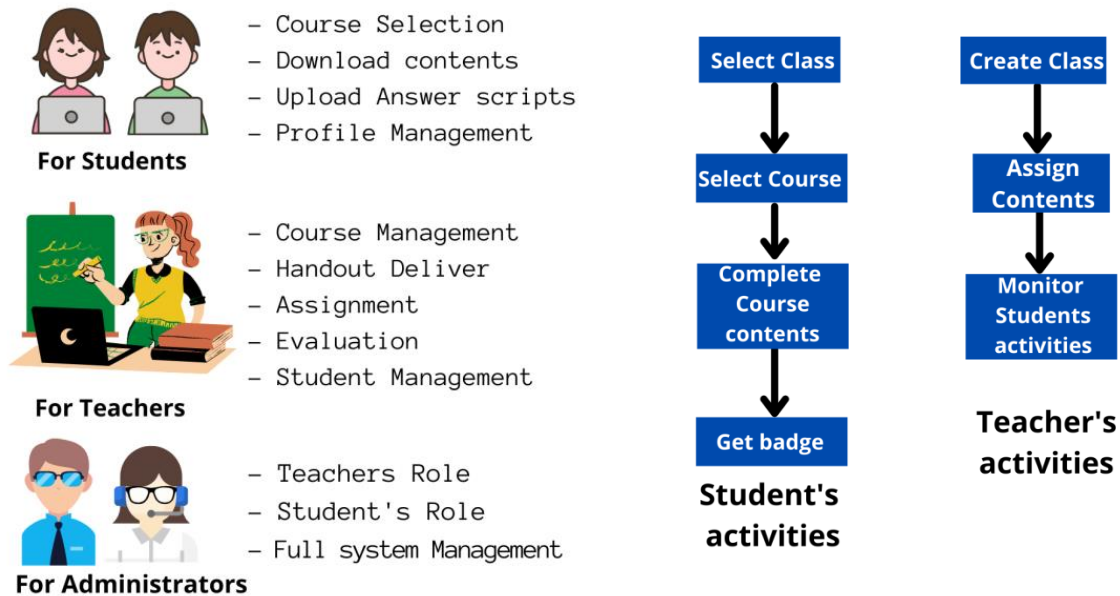 - Course Selection
- Download contents
- Upload Answer scripts
- Profile Management
For Students
- Course Management
- Handout Deliver
- Assignment
- Evaluation
- Student Management
For Teachers
- Teachers Role
- Student's Role
- Full system Management
For Administrators
Select Class
Select Course
Complete
Course
contents
Get badge
Student's
activities
Create Class
Assign
Contents
Monitor
Students
activities
Teacher's
activities